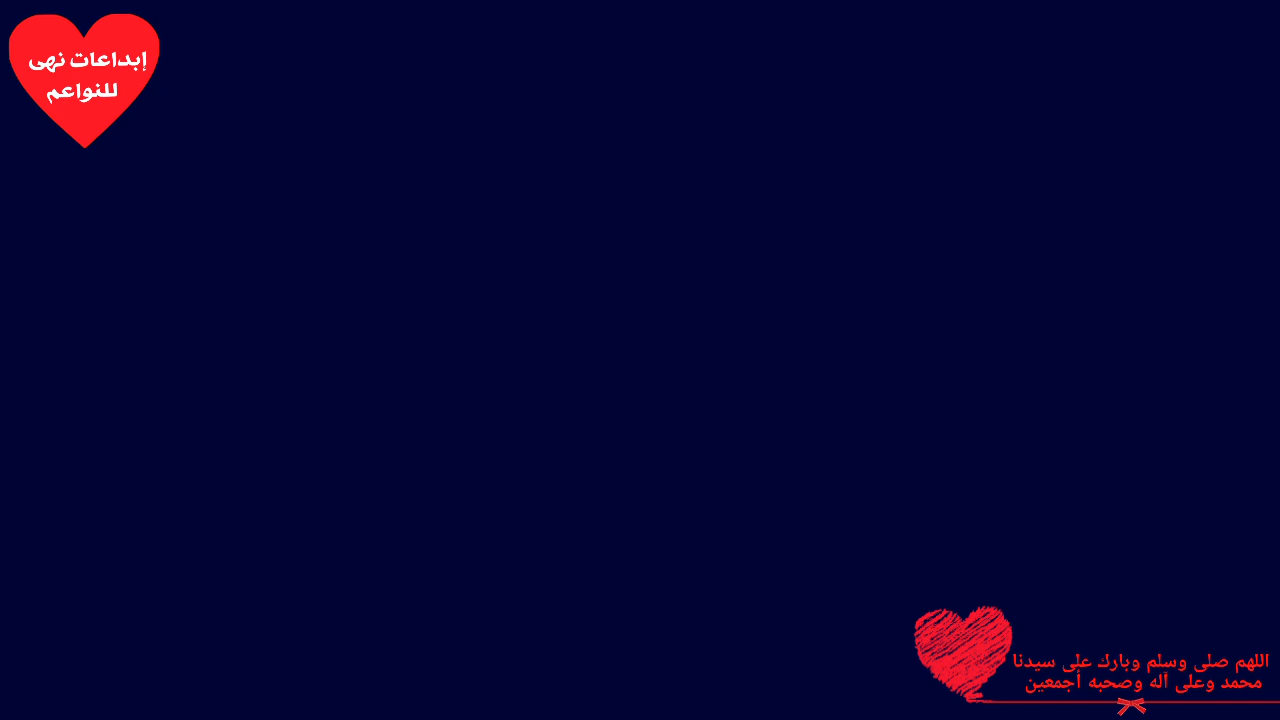 إبداعات نهى
للنواعم
اللهم صلى وسلم وبارك على سيدنا
محمد وعلى آله وصحبه أجمعين